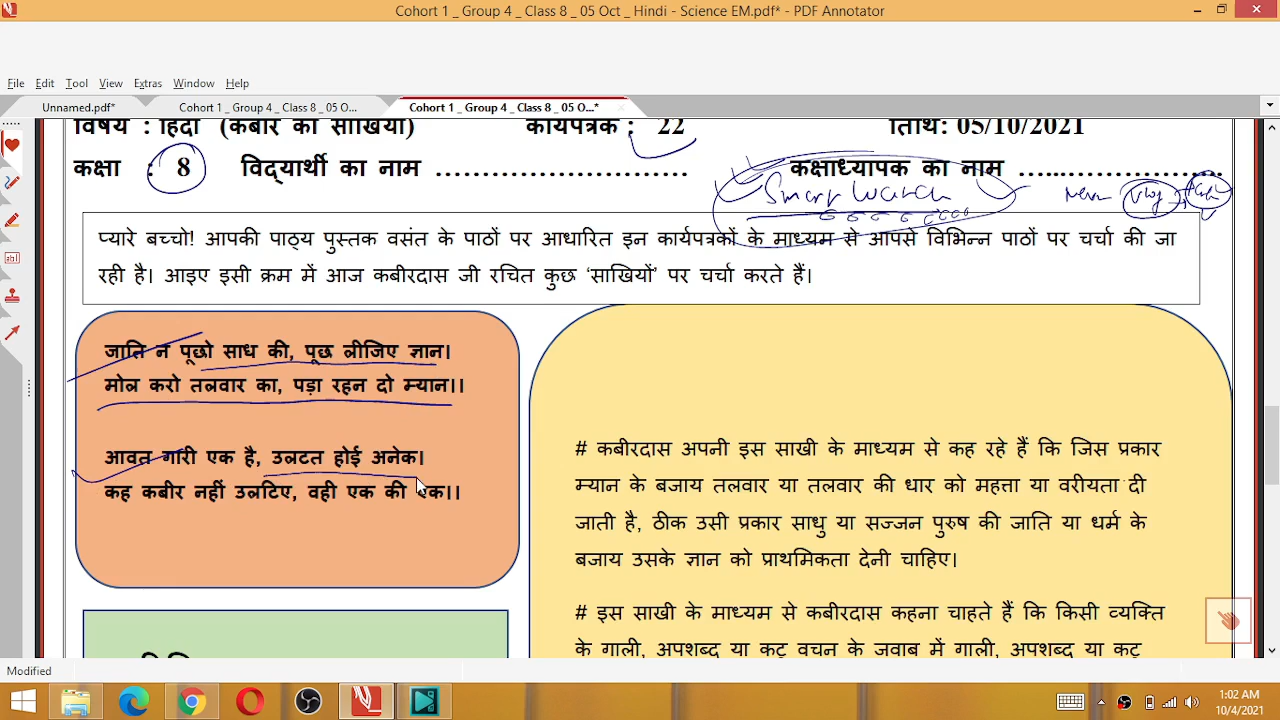 Cohort 1 _ Group 4 _ Class 8 _ 05 Oct _ Hindi - Science EM.pdf* - PDF Annotator
File Edit Tool View Extras Window Help
Unnamed.pdf* Cohort 1 _ Group 4 _ Class 8 _ 05 O... Cohort 1 _ Group 4 _ Class 8 _ 05 O...*
विषय : हिंदी (कबीर की साखियाँ) कार्यपत्रक : 22 तिथि: 05/10/2021
कक्षा : 8 विद्यार्थी का नाम ............................ कक्षाध्यापक का नाम ........................
Smart Watch
Vlog
प्यारे बच्चो! आपकी पाठ्य पुस्तक वसंत के पाठों पर आधारित इन कार्यपत्रकों के माध्यम से आपसे विभिन्न पाठों पर चर्चा की जा
रही है। आइए इसी क्रम में आज कबीरदास जी रचित कुछ ‘साखियों’ पर चर्चा करते हैं।
जाति न पूछो साध की, पूछ लीजिए ज्ञान।
मोल करो तलवार का, पड़ा रहन दो म्यान।।
आवत गारी एक है, उलटत होई अनेक।
कह कबीर नहीं उलटिए, वही एक की एक।।
# कबीरदास अपनी इस साखी के माध्यम से कह रहे हैं कि जिस प्रकार
म्यान के बजाय तलवार या तलवार की धार को महत्ता या वरीयता दी
जाती है, ठीक उसी प्रकार साधु या सज्जन पुरुष की जाति या धर्म के
बजाय उसके ज्ञान को प्राथमिकता देनी चाहिए।
# इस साखी के माध्यम से कबीरदास कहना चाहते हैं कि किसी व्यक्ति
के गाली, अपशब्द या कटु वचन के जवाब में गाली, अपशब्द या कटु
Modified
1:02 AM
10/4/2021